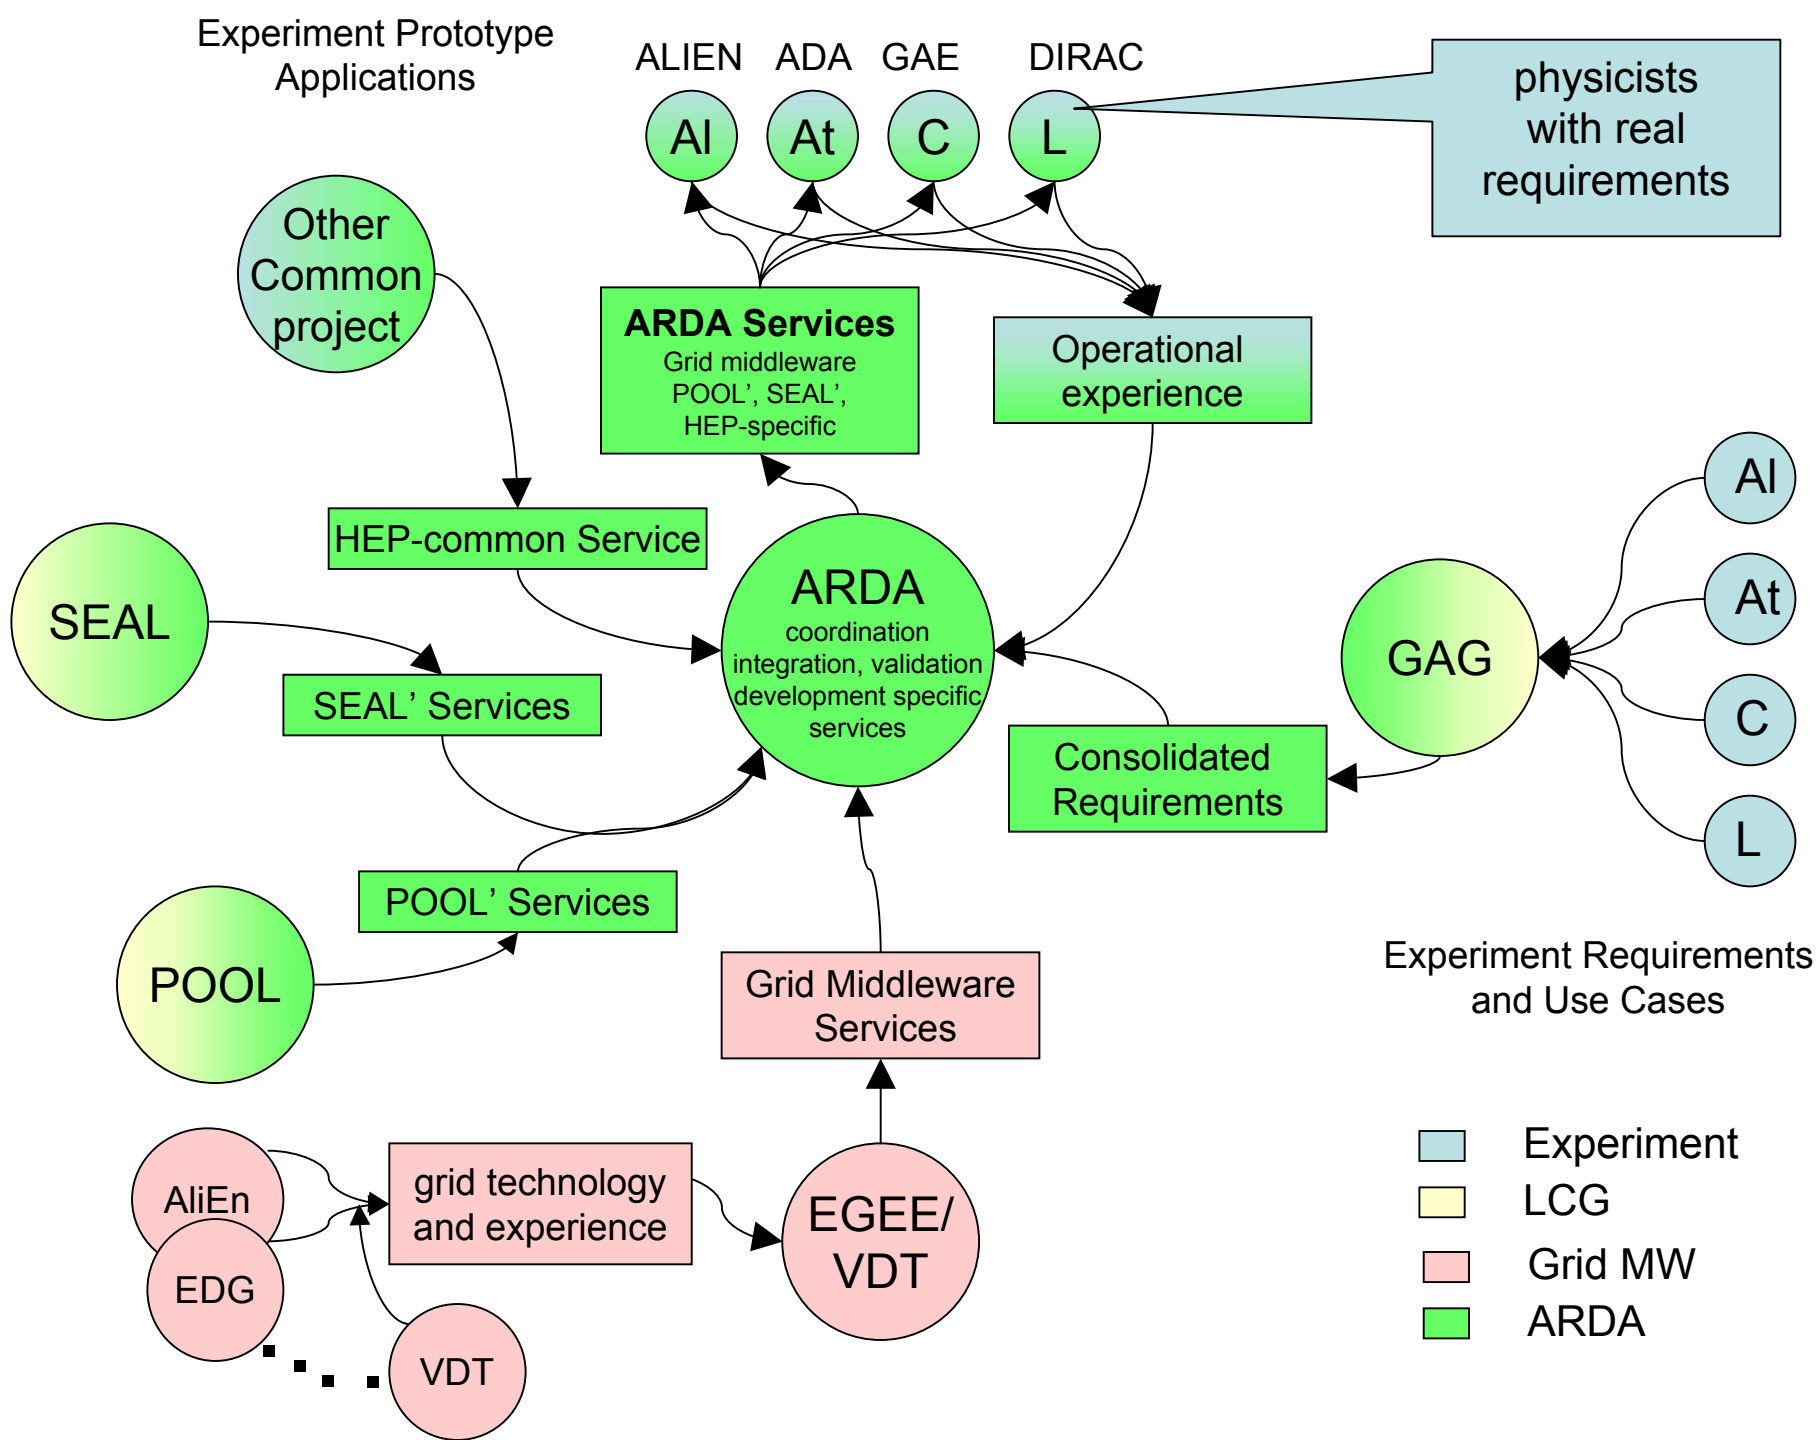 Experiment Prototype
Applications
ALIEN
ADA
GAE
DIRAC
Al
At
C
L
physicists
with real
requirements
Other
Common
project
ARDA Services
Grid middleware
POOL’, SEAL’,
HEP-specific
Operational
experience
HEP-common Service
SEAL
SEAL’ Services
ARDA
coordination
integration, validation
development specific
services
GAG
Al
At
C
L
Consolidated
Requirements
POOL’ Services
POOL
Grid Middleware
Services
Experiment Requirements
and Use Cases
AliEn
EDG
VDT
grid technology
and experience
EGEE/
VDT
Experiment
LCG
Grid MW
ARDA